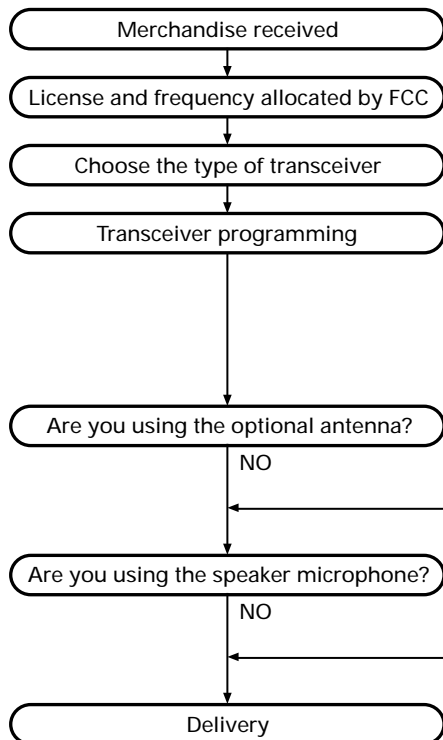 Merchandise received
License and frequency allocated by FCC
Choose the type of transceiver
Transceiver programming
Are you using the optional antenna?
NO
Are you using the speaker microphone?
NO
Delivery